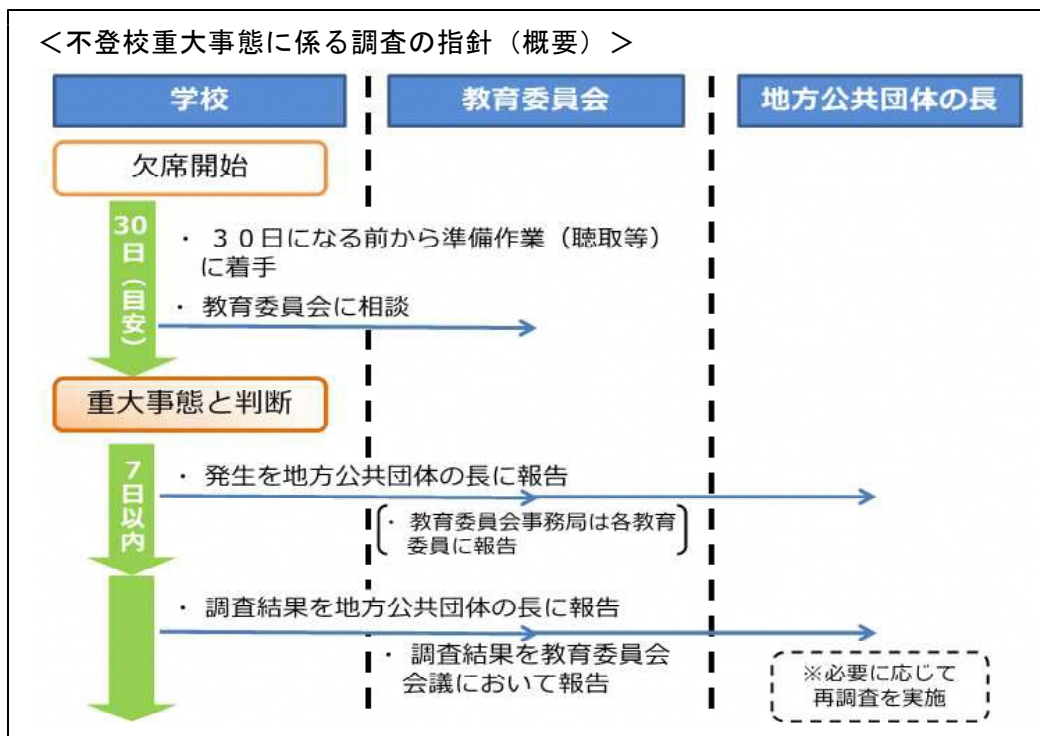 ＜不登校重大事態に係る調査の指針（概要）＞
学校
教育委員会
地方公共団体の長
欠席開始
30日（目安）
・ ３０日になる前から準備作業（聴取等）
に着手
・ 教育委員会に相談
重大事態と判断
7日以内
・ 発生を地方公共団体の長に報告
・ 教育委員会事務局は各教育
委員に報告
・ 調査結果を地方公共団体の長に報告
・ 調査結果を教育委員会
会議において報告
※必要に応じて
再調査を実施